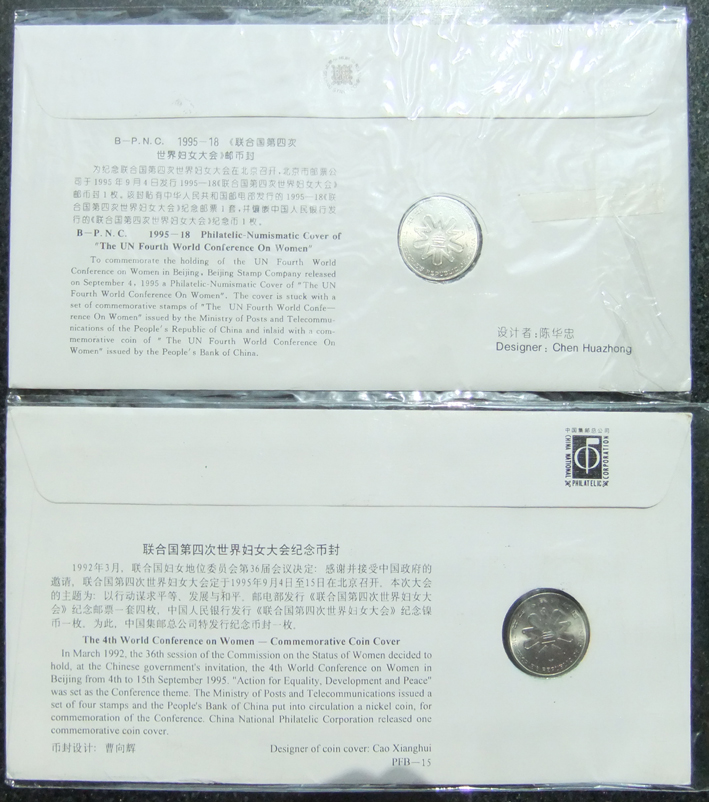 B-P.N.C. 1995-18 《联合国第四次
世界妇女大会》邮币封
为纪念联合国第四次世界妇女大会在北京召开,北京市邮票公
司于1995年9月4日发行1995-18《联合国第四次世界妇女大会》
邮币封1枚。该封帖有中华人民共和国邮电部发行的1995-18《联
合国第四次世界妇女大会》纪念邮票1套,并镶嵌中国人民银行发
行的《联合国第四次世界妇女大会》纪念币1枚。
B-P.N.C. 1995-18 Philatelic-Numismatic Cover of
"The UN Fourth World Conference On Women"
To commemorate the holding of the UN Fourth World
Conference on Women in Beijing, Beijing Stamp Company released
on September 4, 1995 a Philatelic-Numismatic Cover of "The UN
Fourth World Conference On Women". The cover is stuck with a
set of commemorative stamps of "The UN Fourth World Confe-
rence On Women" issued by the Ministry of Posts and Telecommu-
nications of the People's Republic of China and inlaid with a com-
memorative coin of " The UN Fourth World Conference On
Women" issued by the People's Bank of China.
设计者:陈华忠
Designer: Chen Huazhong
中国集邮总公司
CHINA NATIONAL
PHILATELIC
CORPORATION
联合国第四次世界妇女大会纪念币封
1992年3月,联合国妇女地位委员会第36届会议决定:感谢并接受中国政府的
邀请,联合国第四次世界妇女大会定于1995年9月4日至15日在北京召开。本次大会
的主题为:以行动谋求平等、发展与和平。邮电部发行《联合国第四次世界妇女大
会》纪念邮票一套四枚,中国人民银行发行《联合国第四次世界妇女大会》纪念镍
币一枚。为此,中国集邮总公司特发行纪念币封一枚。
The 4th World Conference on Women — Commemorative Coin Cover
In March 1992, the 36th session of the Commission on the Status of Women decided to
hold, at the Chinese government's invitation, the 4th World Conference on Women in
Beijing from 4th to 15th September 1995. "Action for Equality, Development and Peace"
was set as the Conference theme. The Ministry of Posts and Telecommunications issued a
set of four stamps and the People's Bank of China put into circulation a nickel coin, for
commemoration of the Conference. China National Philatelic Corporation released one
commemorative coin cover.
币封设计:曹向辉 Designer of coin cover: Cao Xianghui
PFB-15